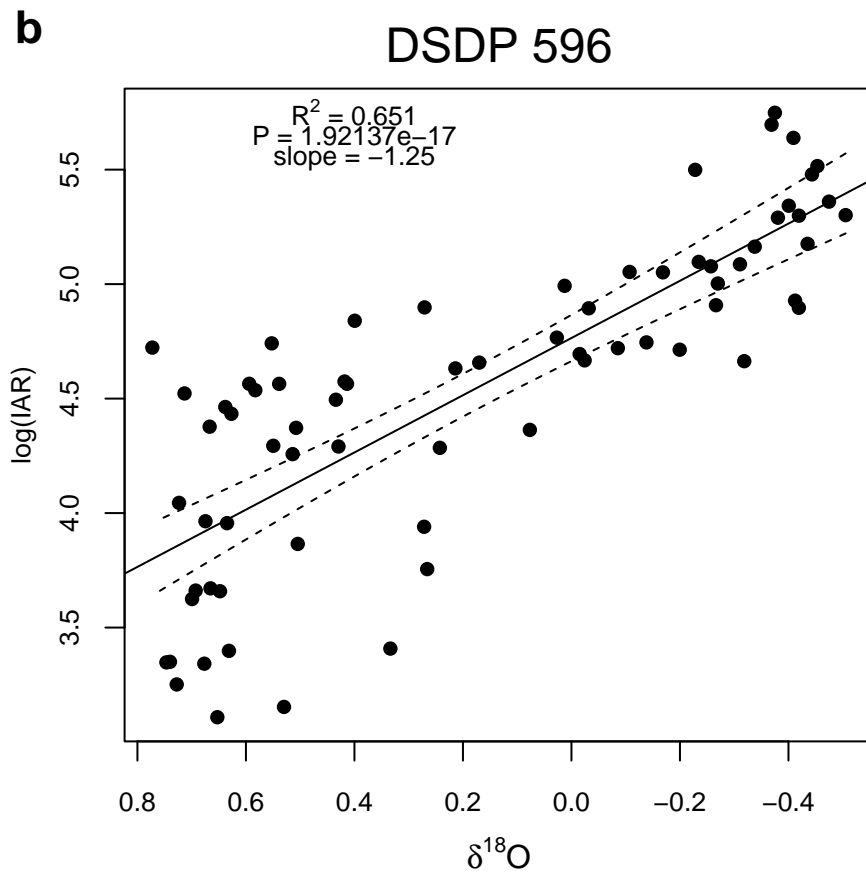 b
DSDP 596
R² = 0.651
P = 1.92137e−17
slope = −1.25
log(IAR)
5.5
5.0
4.5
4.0
3.5
0.8 0.6 0.4 0.2 0.0 −0.2 −0.4
δ¹⁸O